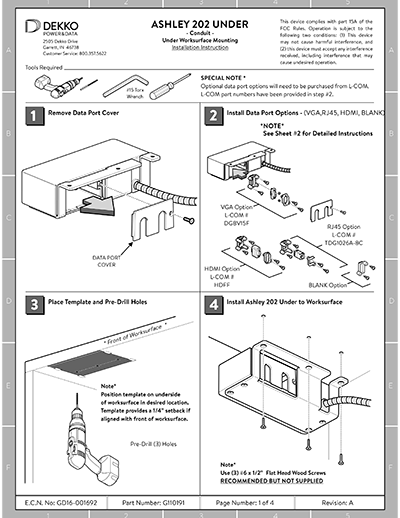 DEKKO
POWER&DATA
2505 Dekko Drive
Garrett, IN 46738
Customer Service: 800.357.5622
ASHLEY 202 UNDER
- Conduit -
Under Worksurface Mounting
Installation Instruction
This device complies with part 15A of the
FCC Rules. Operation is subject to the
following two conditions: (1) This device
may not cause harmful interference, and
(2) this device must accept any interference
received, including interference that may
cause undesired operation.
Tools Required
#15 Torx
Wrench
SPECIAL NOTE *
Optional data port options will need to be purchased from L-COM.
L-COM part numbers have been provided in step #2.
1
Remove Data Port Cover
DATA PORT
COVER
2
Install Data Port Options - (VGA,RJ45, HDMI, BLANK)
*NOTE*
See Sheet #2 for Detailed Instructions
VGA Option
L-COM #
DGBV15F
RJ45 Option
L-COM #
TDG1026A-8C
HDMI Option
L-COM #
HDFF
BLANK Option
3
Place Template and Pre-Drill Holes
* Front of Worksurface *
Note*
Position template on underside
of worksurface in desired location.
Template provides a 1/4" setback if
aligned with front of worksurface.
Pre-Drill (3) Holes
4
Install Ashley 202 Under to Worksurface
Note*
Use (3) #6 x 1/2" Flat Head Wood Screws
RECOMMENDED BUT NOT SUPPLIED
E.C.N. No: GD16-001692
Part Number: G110191
Page Number: 1 of 4
Revision: A